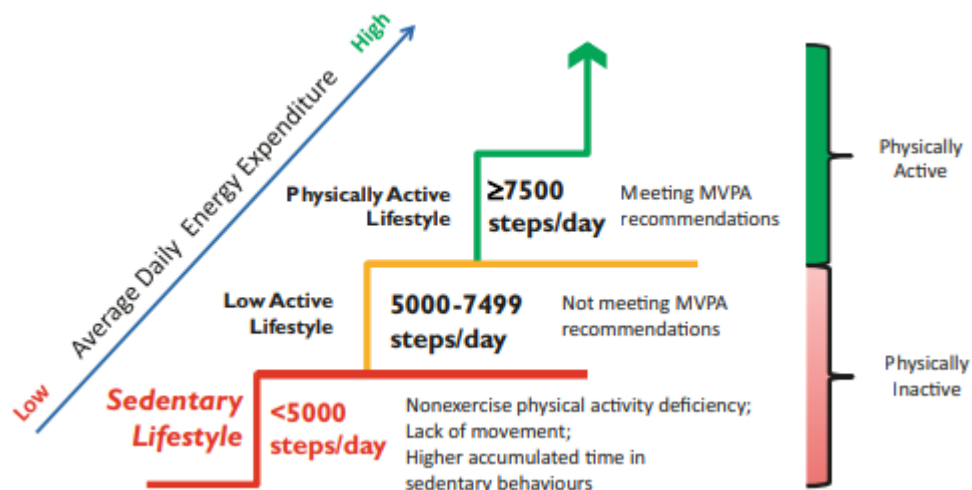 High
Average Daily Energy Expenditure
Low
Physically Active
Lifestyle
≥7500
steps/day
Meeting MVPA
recommendations
Low Active
Lifestyle
5000-7499
steps/day
Not meeting MVPA
recommendations
Sedentary
Lifestyle
<5000
steps/day
Nonexercise physical activity deficiency;
Lack of movement;
Higher accumulated time in
sedentary behaviours
Physically
Active
Physically
Inactive